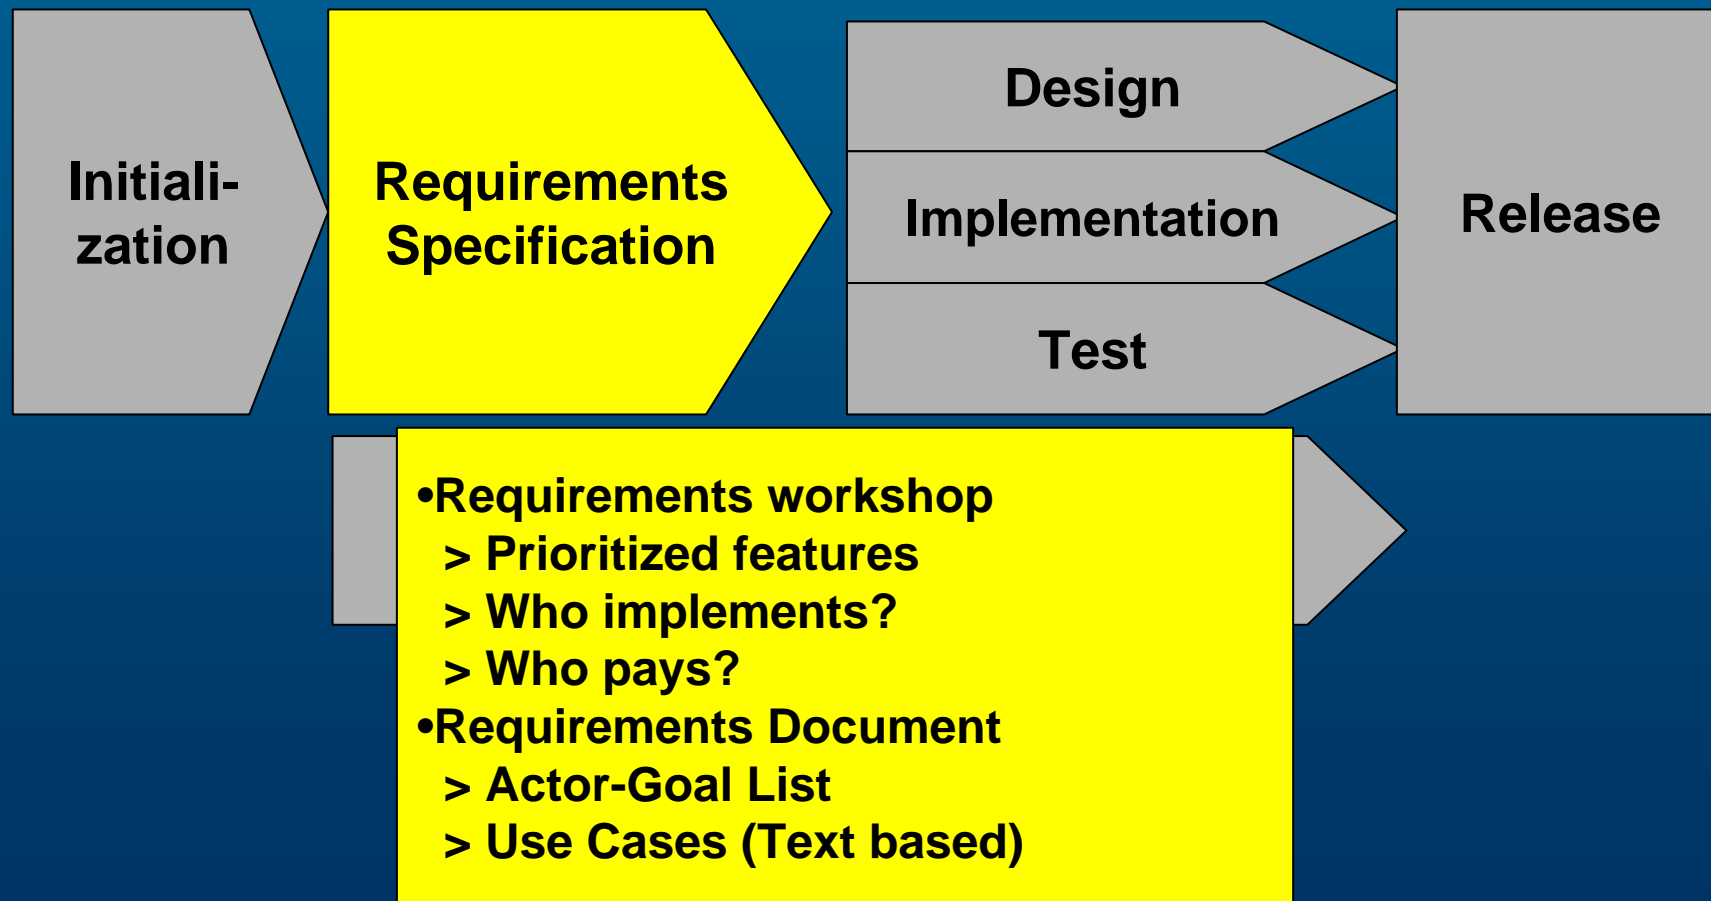 Initiali-
zation
Requirements
Specification
Design
Implementation
Test
Release
•Requirements workshop
> Prioritized features
> Who implements?
> Who pays?
•Requirements Document
> Actor-Goal List
> Use Cases (Text based)